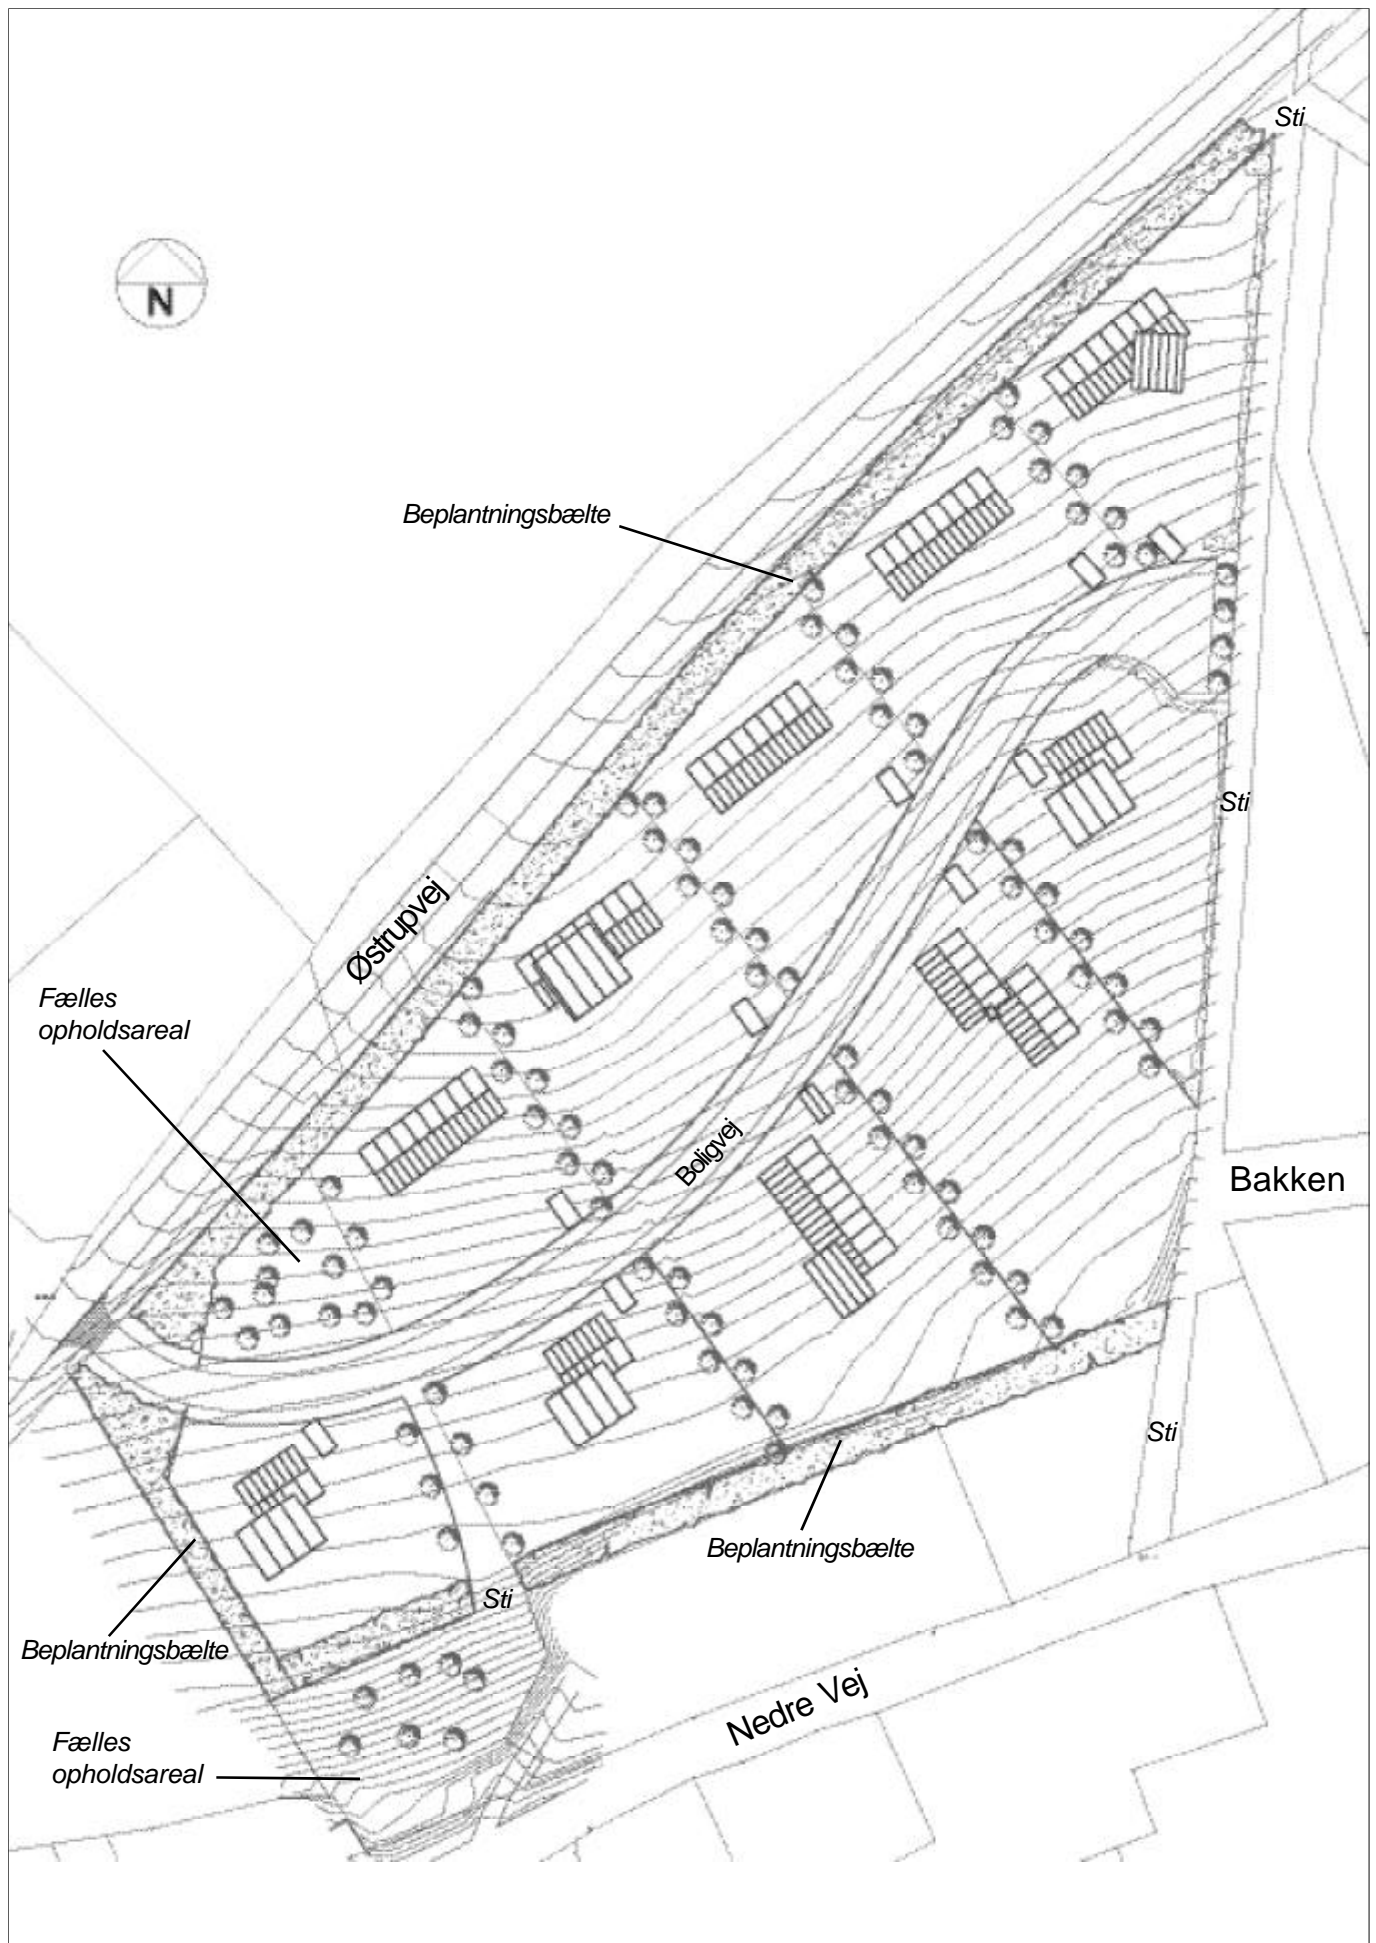 Sti
N
Beplantningsbælte
Sti
Østrupvej
Fælles
opholdsareal
Boligvej
Bakken
Sti
Beplantningsbælte
Sti
Beplantningsbælte
Nedre Vej
Fælles
opholdsareal